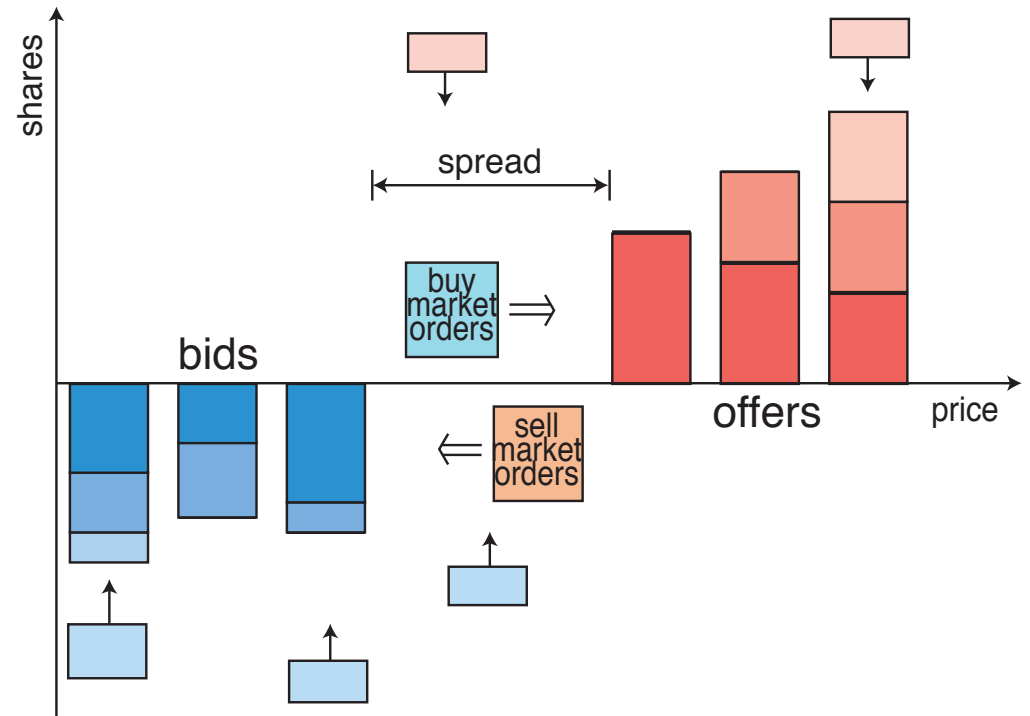 shares
spread
buy
market
orders
bids
offers
price
sell
market
orders